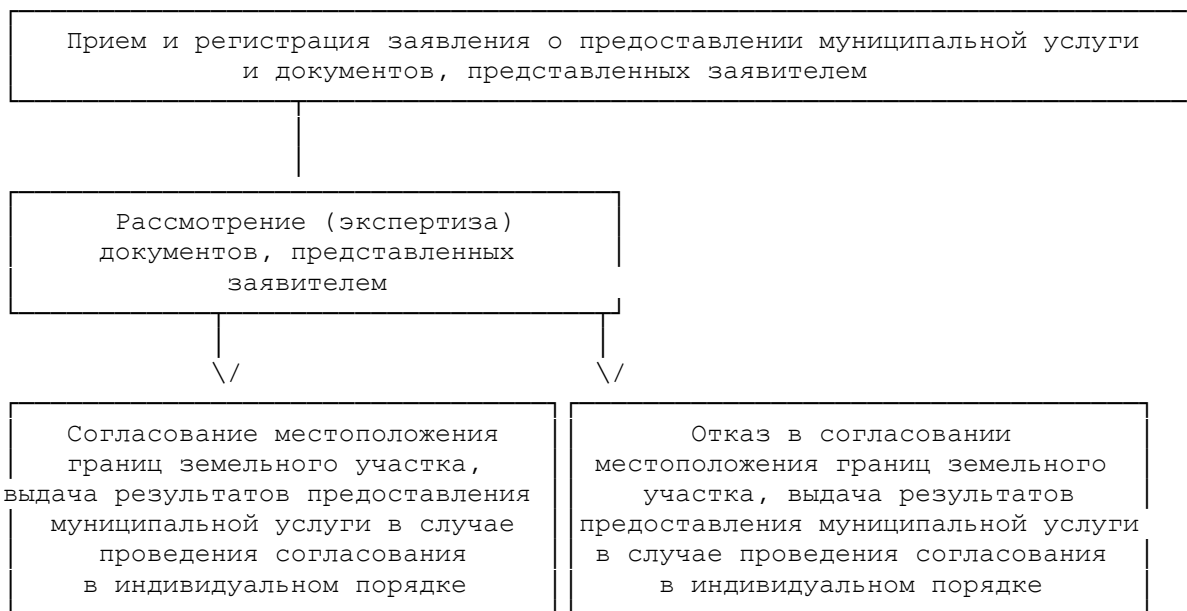 Прием и регистрация заявления о предоставлении муниципальной услуги
и документов, представленных заявителем
Рассмотрение (экспертиза)
документов, представленных
заявителем
\/ \/
Согласование местоположения
границ земельного участка,
выдача результатов предоставления
муниципальной услуги в случае
проведения согласования
в индивидуальном порядке
Отказ в согласовании
местоположения границ земельного
участка, выдача результатов
предоставления муниципальной услуги
в случае проведения согласования
в индивидуальном порядке